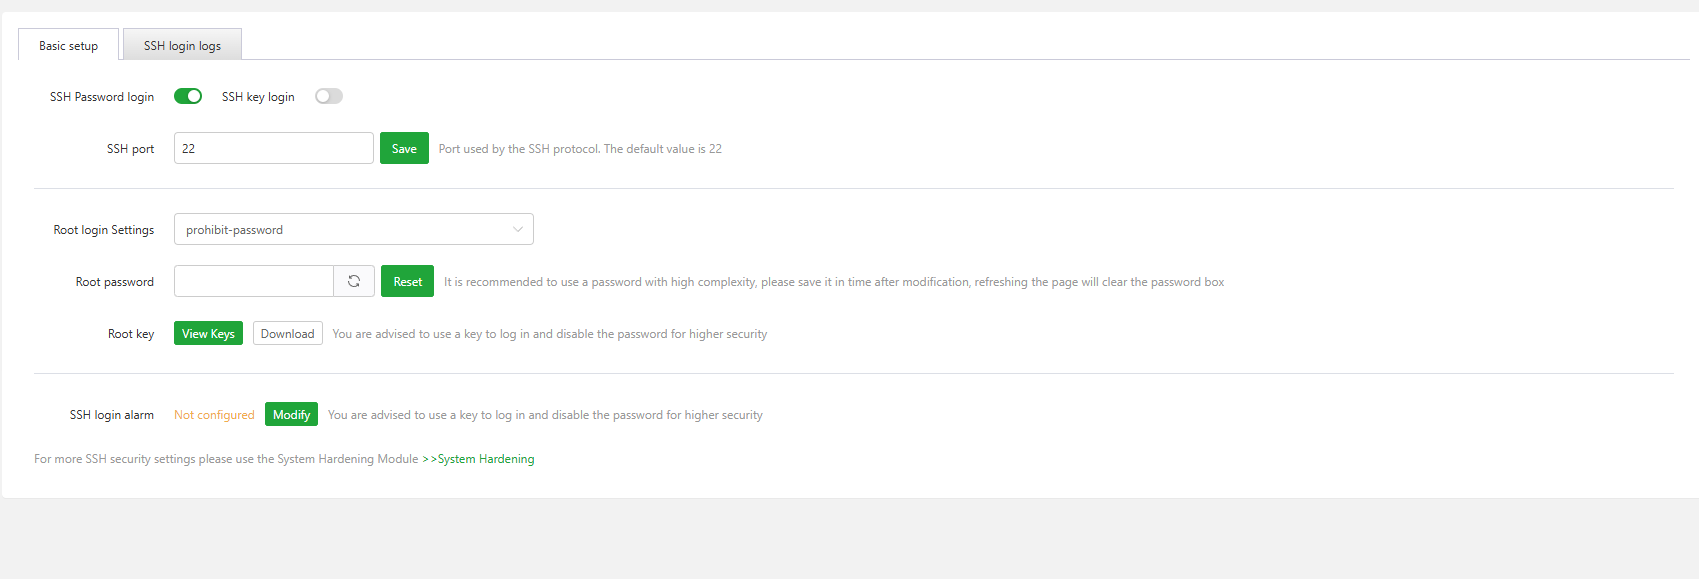 Basic setup SSH login logs
SSH Password login SSH key login
SSH port 22 Save Port used by the SSH protocol. The default value is 22
Root login Settings prohibit-password
Root password Reset It is recommended to use a password with high complexity, please save it in time after modification, refreshing the page will clear the password box
Root key View Keys Download You are advised to use a key to log in and disable the password for higher security
SSH login alarm Not configured Modify You are advised to use a key to log in and disable the password for higher security
For more SSH security settings please use the System Hardening Module >>System Hardening